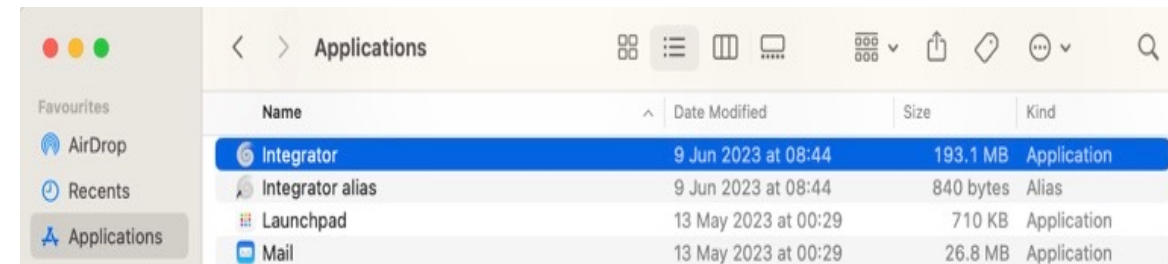 Applications
Favourites
AirDrop
Recents
Applications
Name Date Modified Size Kind
Integrator 9 Jun 2023 at 08:44 193.1 MB Application
Integrator alias 9 Jun 2023 at 08:44 840 bytes Alias
Launchpad 13 May 2023 at 00:29 710 KB Application
Mail 13 May 2023 at 00:29 26.8 MB Application